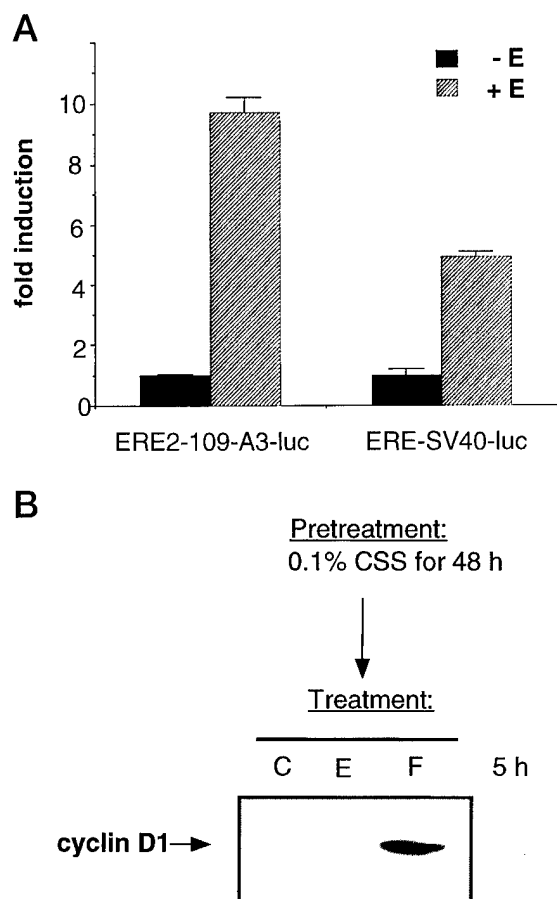 A
- E
+ E
fold induction
10
8
6
4
2
0
ERE2-109-A3-luc
ERE-SV40-luc
B
Pretreatment:
0.1% CSS for 48 h
Treatment:
C E F 5 h
cyclin D1